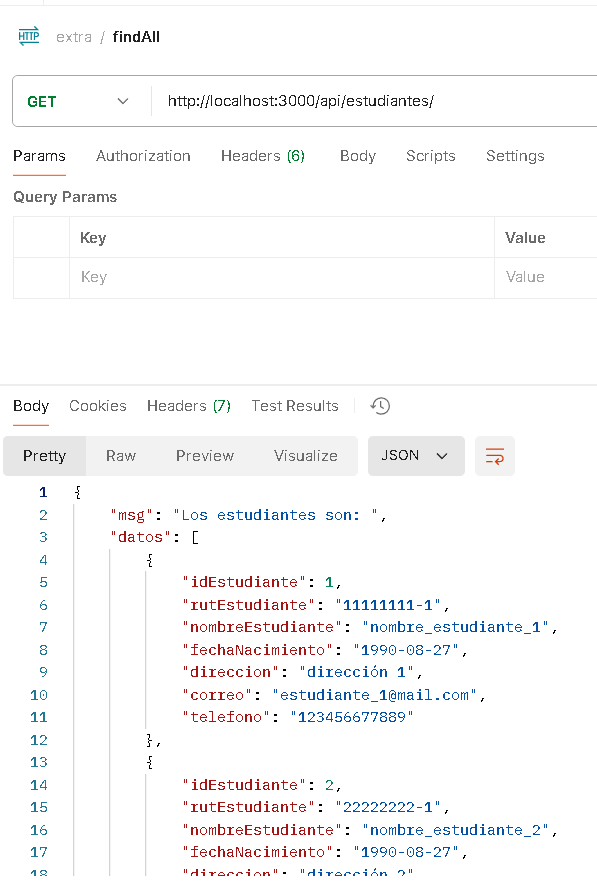 HTTP extra / findAll
GET http://localhost:3000/api/estudiantes/
Params Authorization Headers (6) Body Scripts Settings
Query Params
Key Value
Key Value
Body Cookies Headers (7) Test Results
Pretty Raw Preview Visualize JSON
1 {
2 "msg": "Los estudiantes son: ",
3 "datos": [
4 {
5 "idEstudiante": 1,
6 "rutEstudiante": "11111111-1",
7 "nombreEstudiante": "nombre_estudiante_1",
8 "fechaNacimiento": "1990-08-27",
9 "direccion": "dirección 1",
10 "correo": "estudiante_1@mail.com",
11 "telefono": "123456677889"
12 },
13 {
14 "idEstudiante": 2,
15 "rutEstudiante": "22222222-1",
16 "nombreEstudiante": "nombre_estudiante_2",
17 "fechaNacimiento": "1990-08-27",
18 "direccion": "dirección 2"